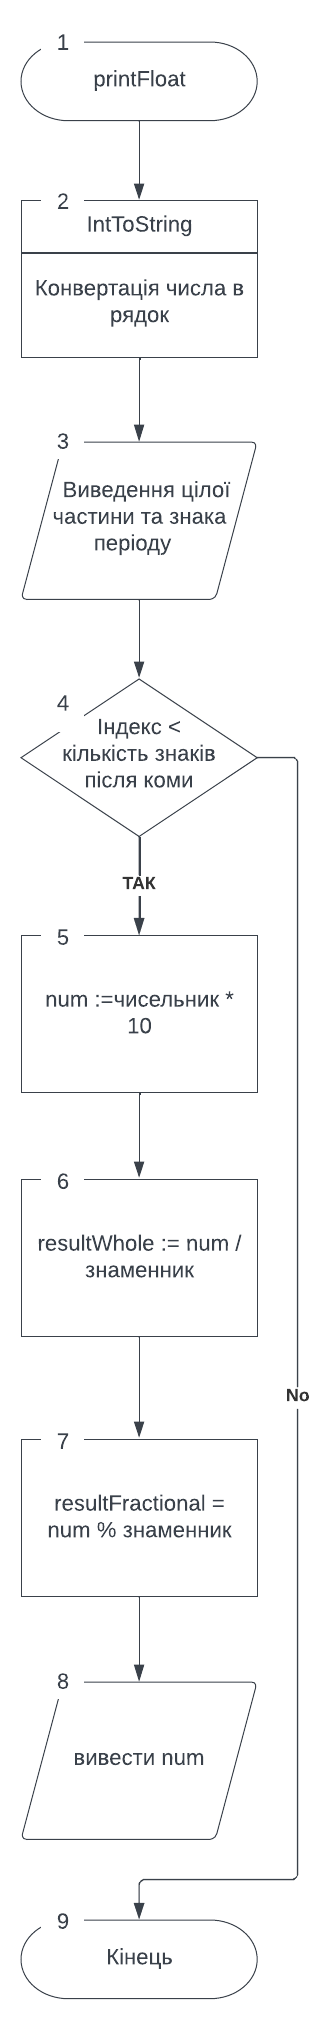 1
printFloat
2
IntToString
Конвертація числа в
рядок
3
Виведення цілої
частини та знака
періоду
4
Індекс <
кількість знаків
після коми
ТАК
5
num :=чисельник *
10
6
resultWhole := num /
знаменник
No
7
resultFractional =
num % знаменник
8
вивести num
9
Кінець